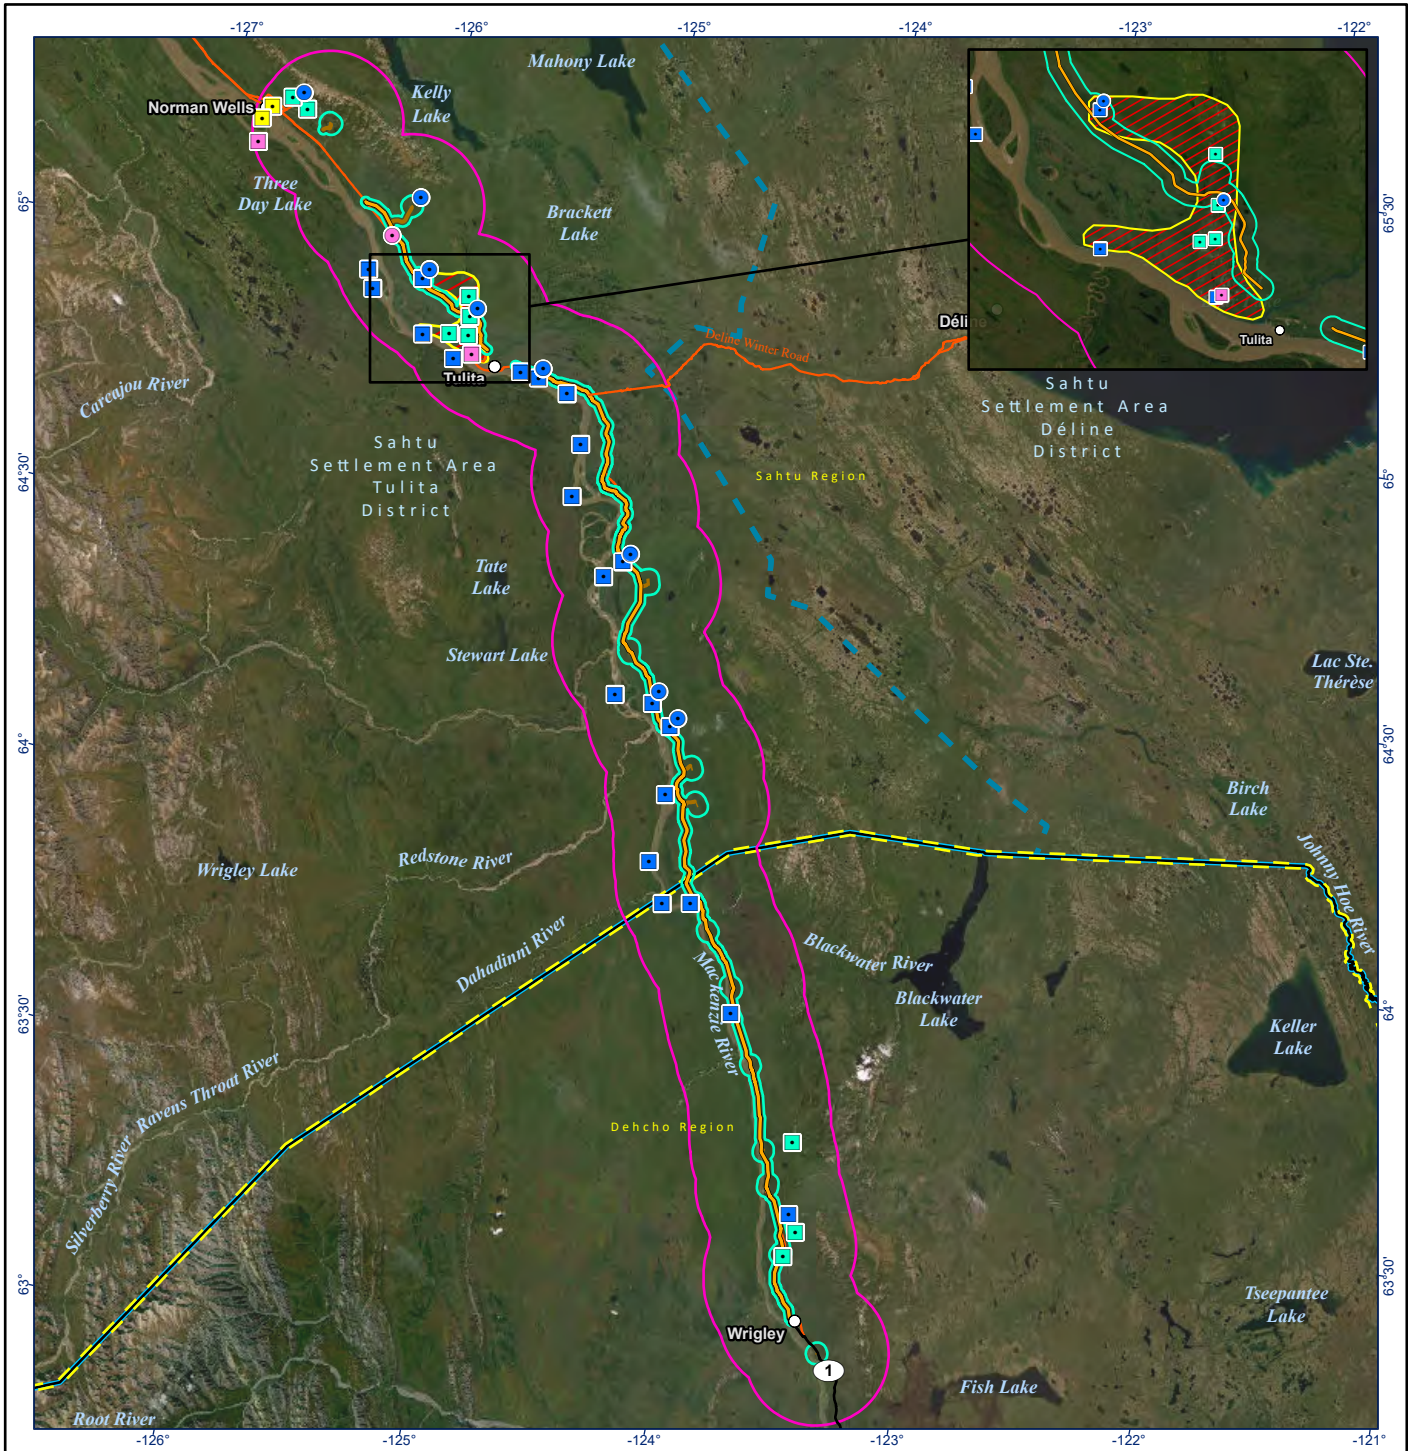 -127°
-126°
-125°
-124°
-123°
-122°
Mahony Lake
Kelly
Lake
Norman Wells
Three
Day Lake
65°
65°30'
Brackett
Lake
Déline
Deline Winter Road
Tulita
Tulita
Carcajou River
Sahtu
Settlement Area
Déline
District
Sahtu
Settlement Area
Tulita
District
Sahtu Region
64°30'
65°
Tate
Lake
Stewart Lake
Lac Ste.
Thérèse
64°
64°30'
Birch
Lake
Johnny Hoe River
Redstone River
Wrigley Lake
Dahadinni River
Blackwater River
Mackenzie River
Blackwater
Lake
63°30'
64°
Keller
Lake
Ravens Throat River
Silverberry River
Dehcho Region
63°
63°30'
Tseepantee
Lake
Wrigley
1
Fish Lake
Root River
-126°
-125°
-124°
-123°
-122°
-121°